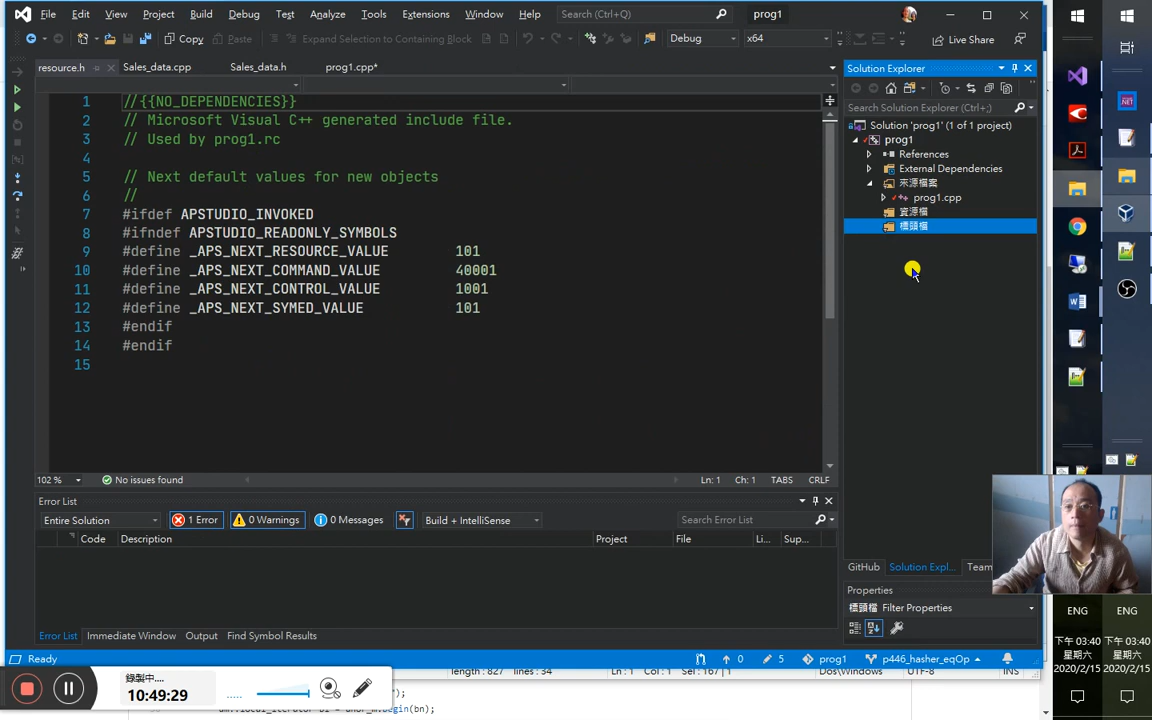 File Edit View Git Project Build Debug Test Analyze Tools Extensions Window Help Search (Ctrl+Q) prog1
Copy Paste Expand Selection to Containing Block Debug x64 Live Share
resource.h Sales_data.cpp Sales_data.h prog1.cpp*
1 //{{NO_DEPENDENCIES}}
2 // Microsoft Visual C++ generated include file.
3 // Used by prog1.rc
4
5 // Next default values for new objects
6 //
7 #ifdef APSTUDIO_INVOKED
8 #ifndef APSTUDIO_READONLY_SYMBOLS
9 #define _APS_NEXT_RESOURCE_VALUE 101
10 #define _APS_NEXT_COMMAND_VALUE 40001
11 #define _APS_NEXT_CONTROL_VALUE 1001
12 #define _APS_NEXT_SYMED_VALUE 101
13 #endif
14 #endif
15
102 % No issues found Ln: 1 Ch: 1 TABS CRLF
Error List
Entire Solution 1 Error 0 Warnings 0 Messages Build + IntelliSense Search Error List
Code Description Project File Li... Sup...
Error List Immediate Window Output Find Symbol Results
Solution Explorer
Search Solution Explorer (Ctrl+;)
Solution 'prog1' (1 of 1 project)
prog1
References
External Dependencies
來源檔案
prog1.cpp
資源檔
標頭檔
GitHub Solution Expl... Team
Properties
標頭檔 Filter Properties
Ready 0 5 prog1 p446_hasher_eqOp
錄製中....
10:49:29
length: 827 lines: 34 Ln: 1 Col: 1 Sel: 167 | 1 Dos\Windows UTF-8 INS
ENG ENG
下午 03:40 下午 03:40
星期六 星期六
2020/2/15 2020/2/15